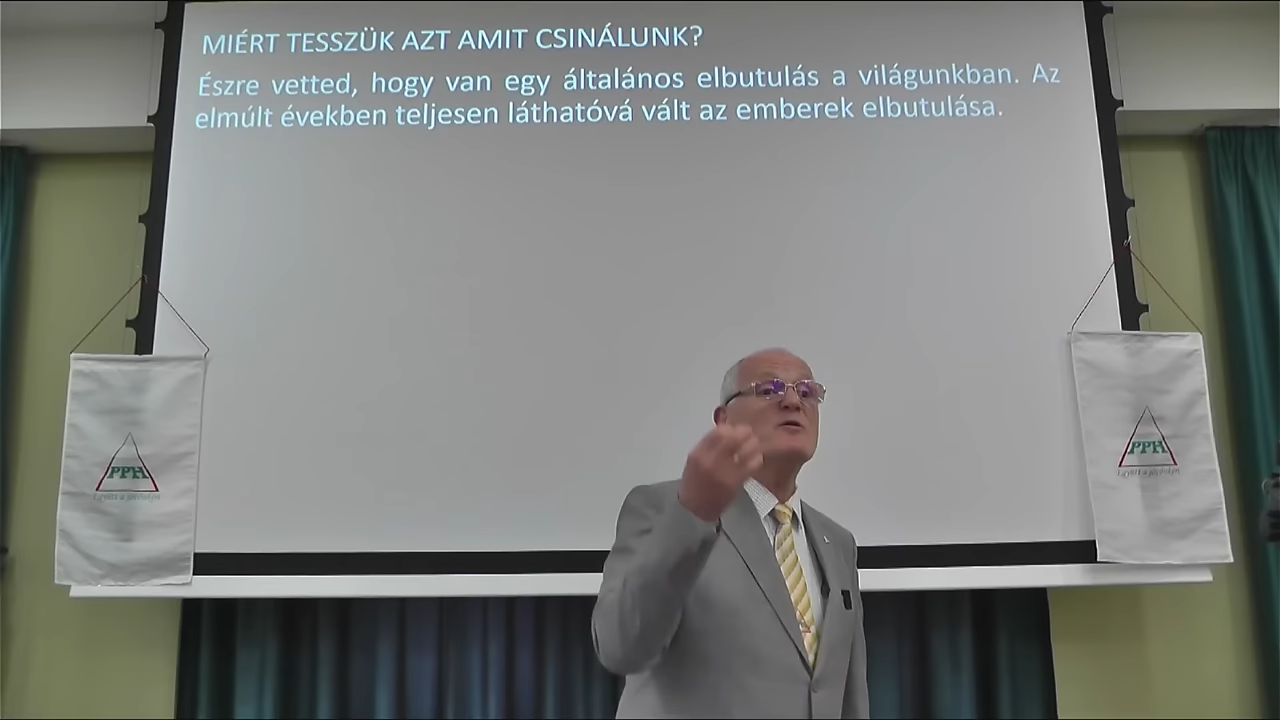 MIÉRT TESSZÜK AZT AMIT CSINÁLUNK?
Észre vetted, hogy van egy általános elbutulás a világunkban. Az
elmúlt években teljesen láthatóvá vált az emberek elbutulása.
PPH
PPH